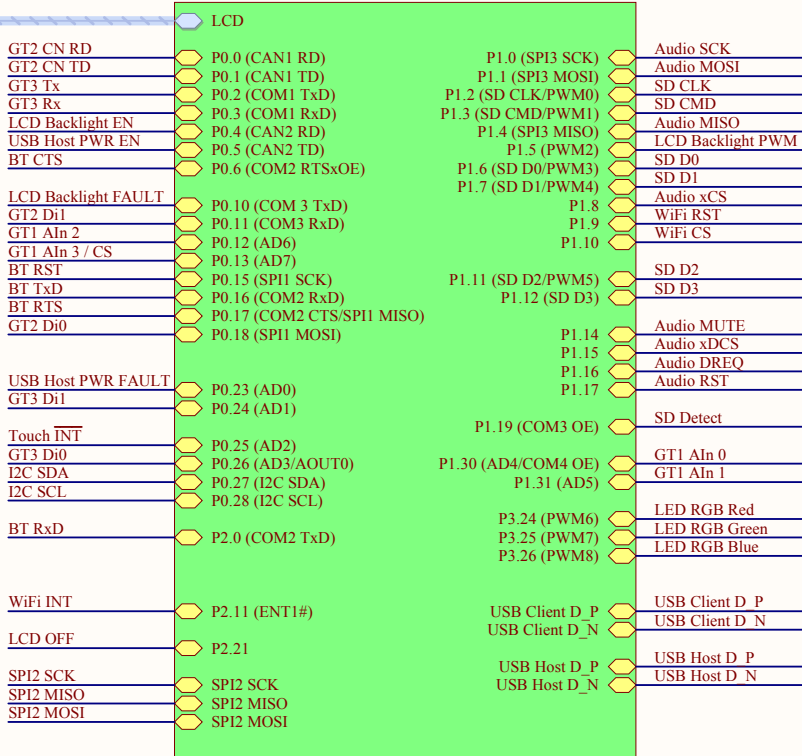 LCD
GT2 CN RD P0.0 (CAN1 RD) P1.0 (SPI3 SCK) Audio SCK
GT2 CN TD P0.1 (CAN1 TD) P1.1 (SPI3 MOSI) Audio MOSI
GT3 Tx P0.2 (COM1 TxD) P1.2 (SD CLK/PWM0) SD CLK
GT3 Rx P0.3 (COM1 RxD) P1.3 (SD CMD/PWM1) SD CMD
LCD Backlight EN P0.4 (CAN2 RD) P1.4 (SPI3 MISO) Audio MISO
USB Host PWR EN P0.5 (CAN2 TD) P1.5 (PWM2) LCD Backlight PWM
BT CTS P0.6 (COM2 RTSxOE) P1.6 (SD D0/PWM3) SD D0
P1.7 (SD D1/PWM4) SD D1
LCD Backlight FAULT P0.10 (COM 3 TxD) P1.8 Audio xCS
GT2 Di1 P0.11 (COM3 RxD) P1.9 WiFi RST
GT1 AIn 2 P0.12 (AD6) P1.10 WiFi CS
GT1 AIn 3 / CS P0.13 (AD7)
BT RST P0.15 (SPI1 SCK) P1.11 (SD D2/PWM5) SD D2
BT TxD P0.16 (COM2 RxD) P1.12 (SD D3) SD D3
BT RTS P0.17 (COM2 CTS/SPI1 MISO)
GT2 Di0 P0.18 (SPI1 MOSI) P1.14 Audio MUTE
P1.15 Audio xDCS
P1.16 Audio DREQ
USB Host PWR FAULT P0.23 (AD0) P1.17 Audio RST
GT3 Di1 P0.24 (AD1)
P1.19 (COM3 OE) SD Detect
Touch INT P0.25 (AD2)
GT3 Di0 P0.26 (AD3/AOUT0) P1.30 (AD4/COM4 OE) GT1 AIn 0
I2C SDA P0.27 (I2C SDA) P1.31 (AD5) GT1 AIn 1
I2C SCL P0.28 (I2C SCL)
P3.24 (PWM6) LED RGB Red
BT RxD P2.0 (COM2 TxD) P3.25 (PWM7) LED RGB Green
P3.26 (PWM8) LED RGB Blue
WiFi INT P2.11 (ENT1#) USB Client D_P USB Client D_P
USB Client D_N USB Client D_N
LCD OFF P2.21
USB Host D_P USB Host D_P
SPI2 SCK SPI2 SCK USB Host D_N USB Host D_N
SPI2 MISO SPI2 MISO
SPI2 MOSI SPI2 MOSI